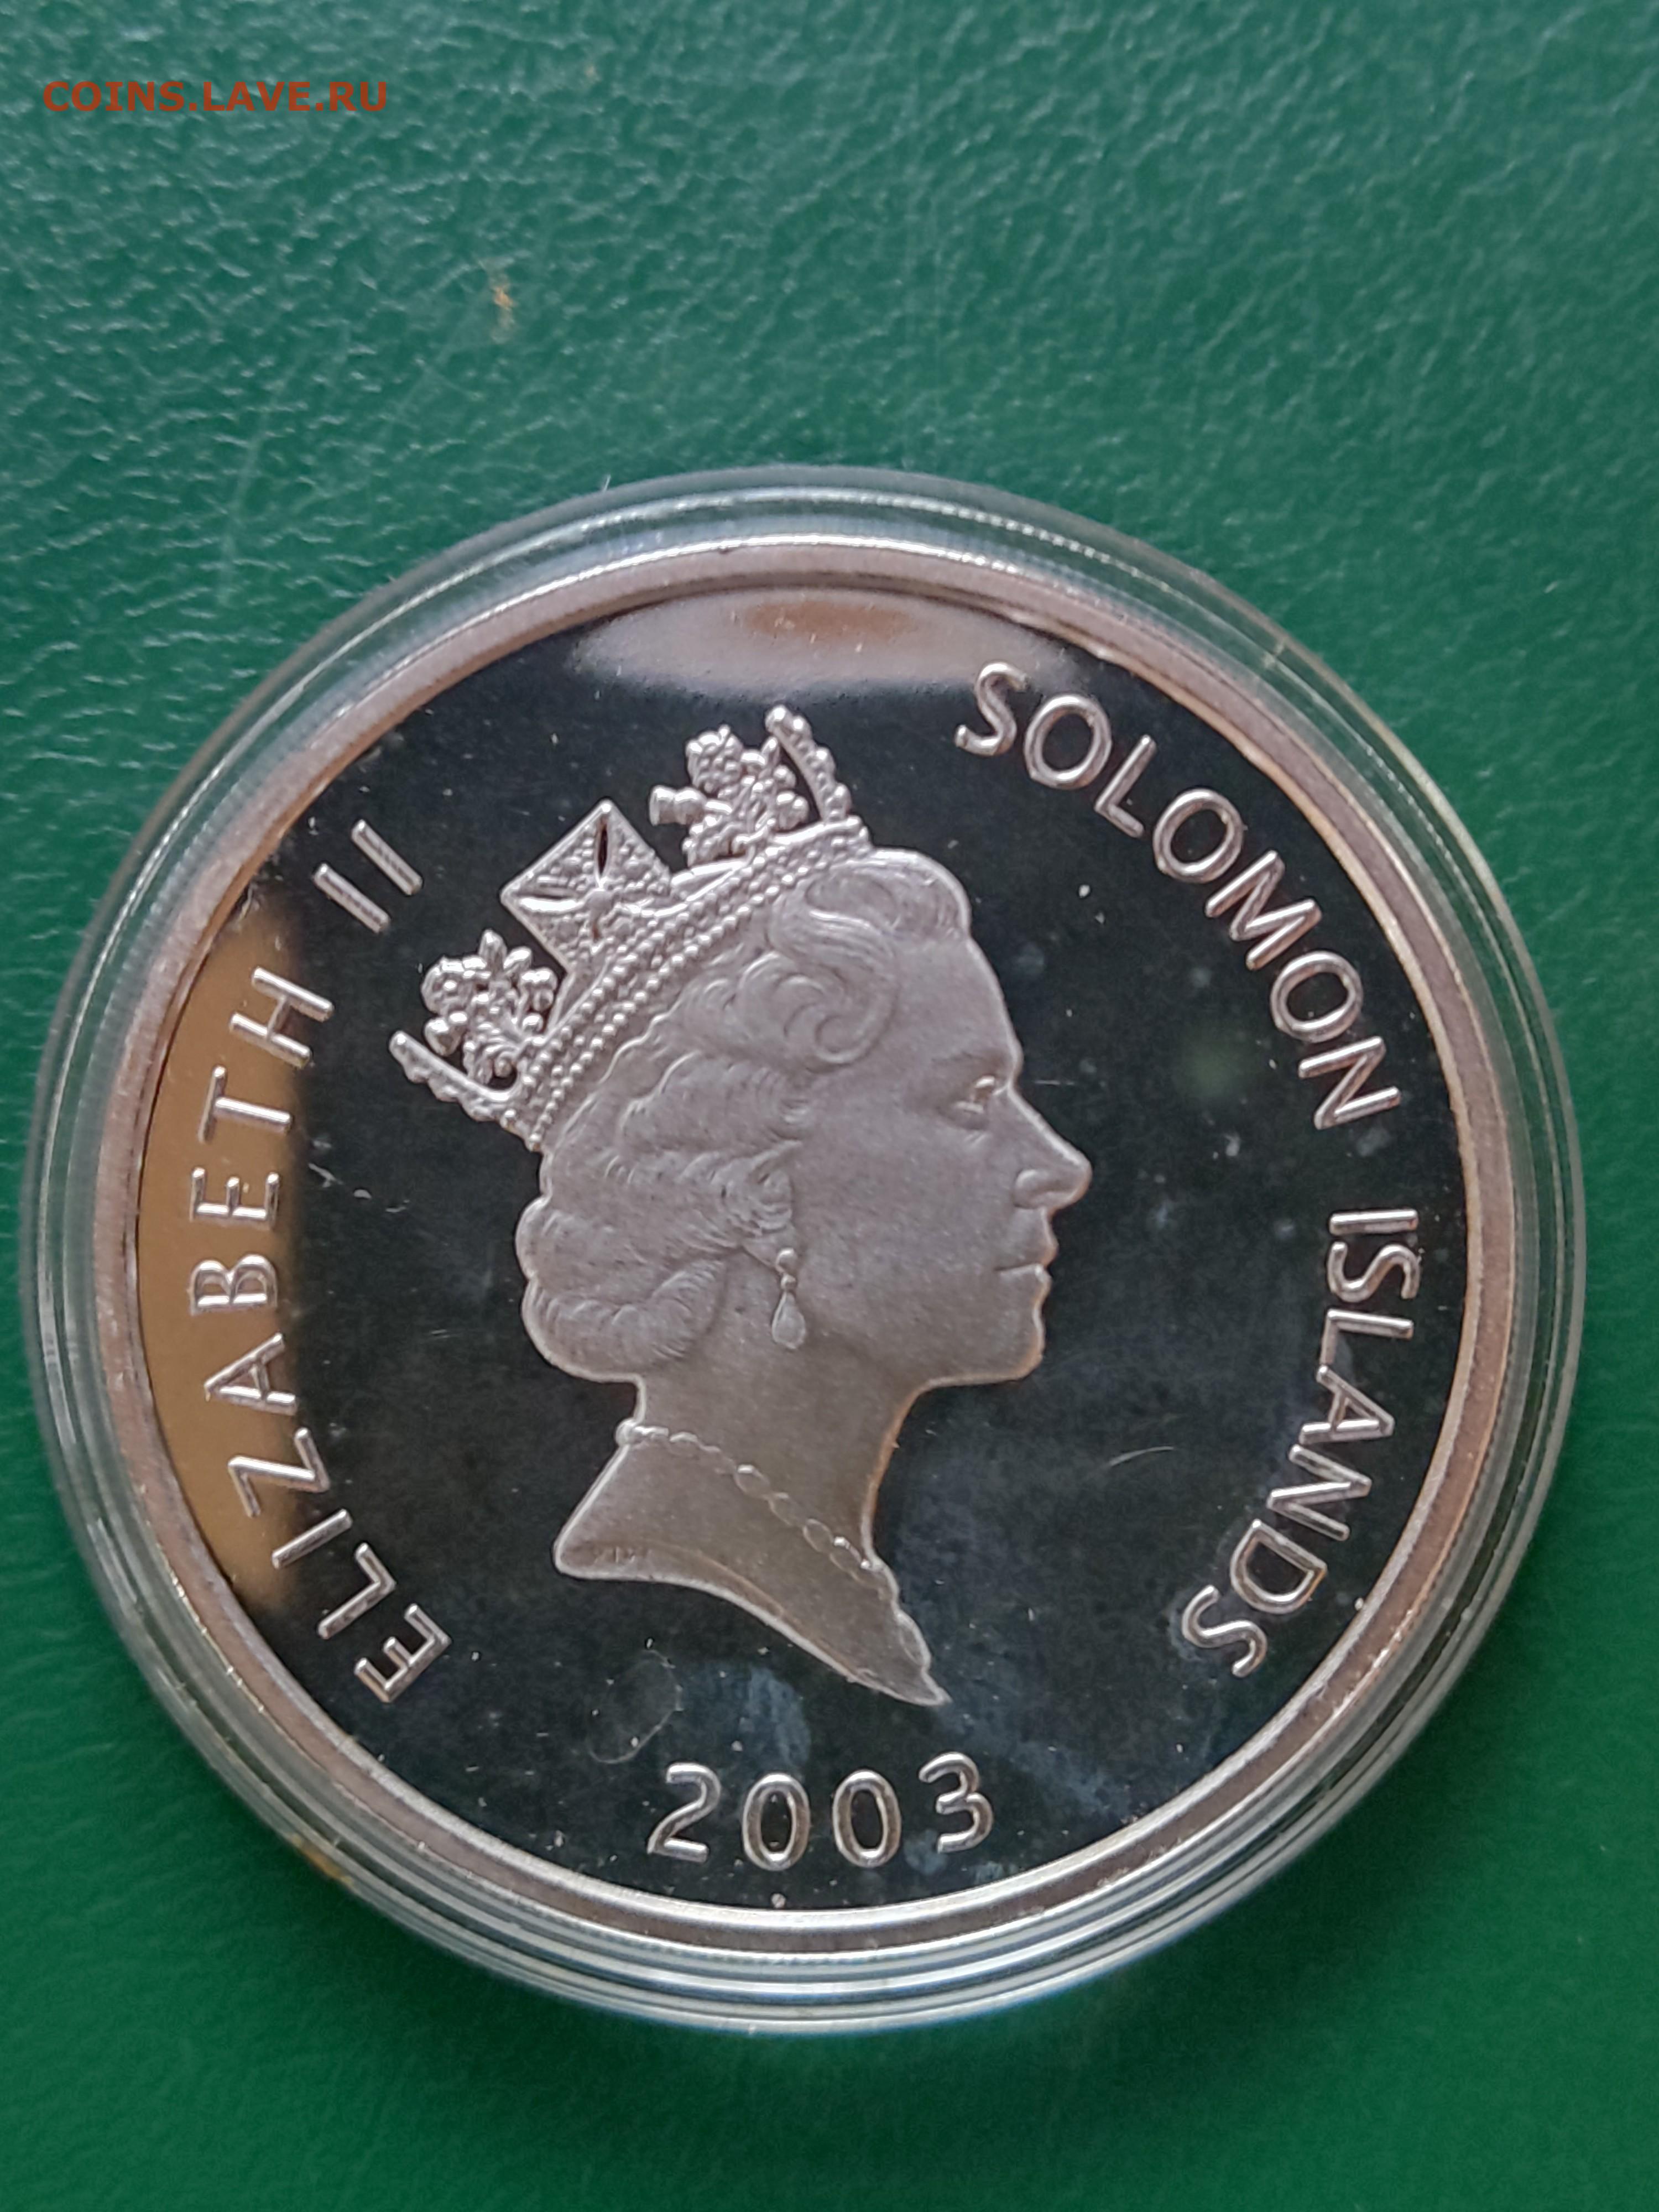 COINS.LAVE.RU
ELIZABETH II
SOLOMON ISLANDS
2003